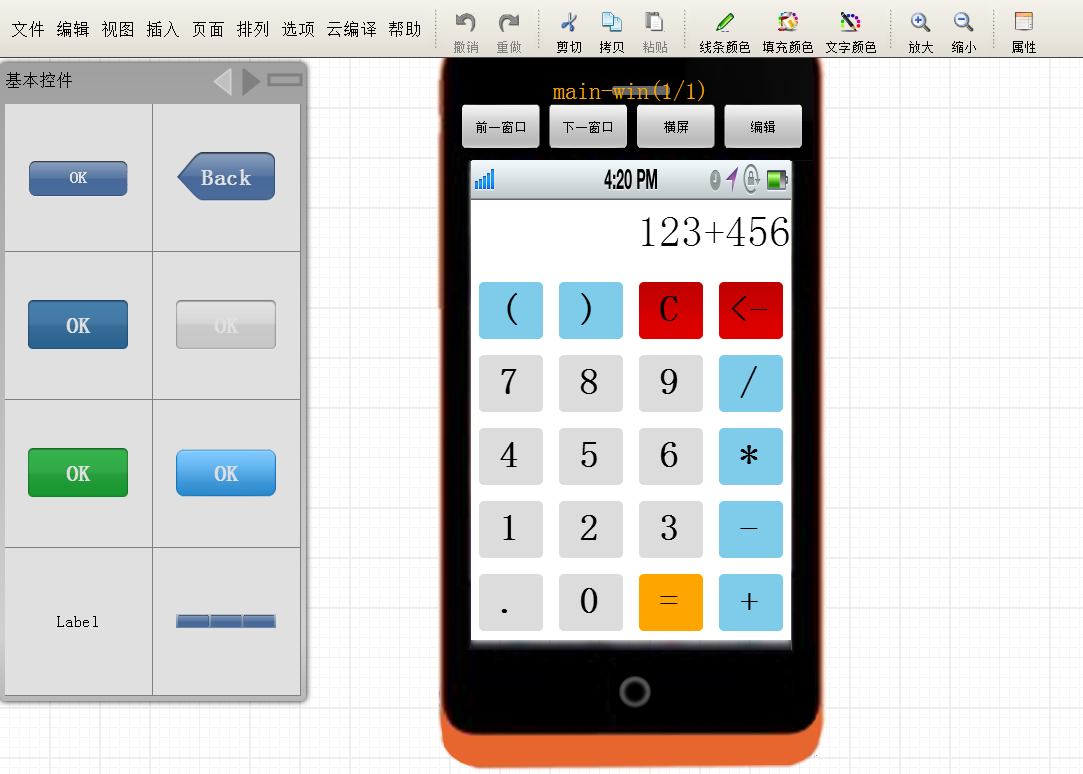 文件 编辑 视图 插入 页面 排列 选项 云编译 帮助
撤销 重做 剪切 拷贝 粘贴 线条颜色 填充颜色 文字颜色 放大 缩小 属性
基本控件
OK Back
OK OK
OK OK
Label
main-win(1/1)
前一窗口 下一窗口 横屏 编辑
4:20 PM
123+456
( ) C <-
7 8 9 /
4 5 6 *
1 2 3 -
. 0 = +